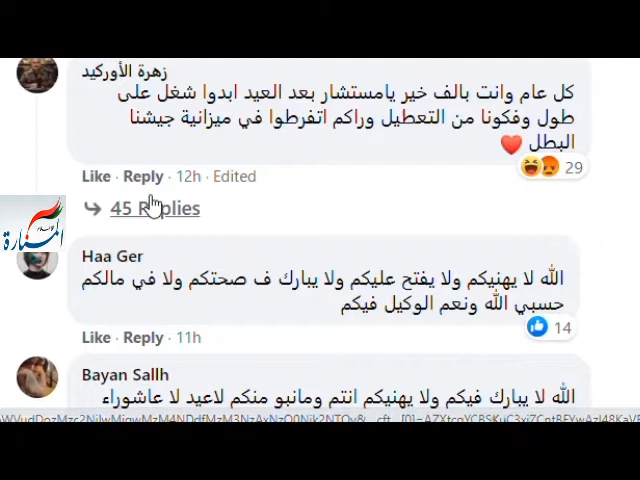 زهرة الأوركيد
كل عام وانت بالف خير يامستشار بعد العيد ابدوا شغل على
طول وفكونا من التعطيل وراكم اتفرطوا في ميزانية جيشنا
البطل ❤
29
Like · Reply · 12h · Edited
45 Replies
المنارة
Haa Ger
الله لا يهنيكم ولا يفتح عليكم ولا يبارك ف صحتكم ولا في مالكم
حسبي الله ونعم الوكيل فيكم
14
Like · Reply · 11h
Bayan Sallh
الله لا يبارك فيكم ولا يهنيكم انتم ومانبو منكم لاعيد لا عاشوراء